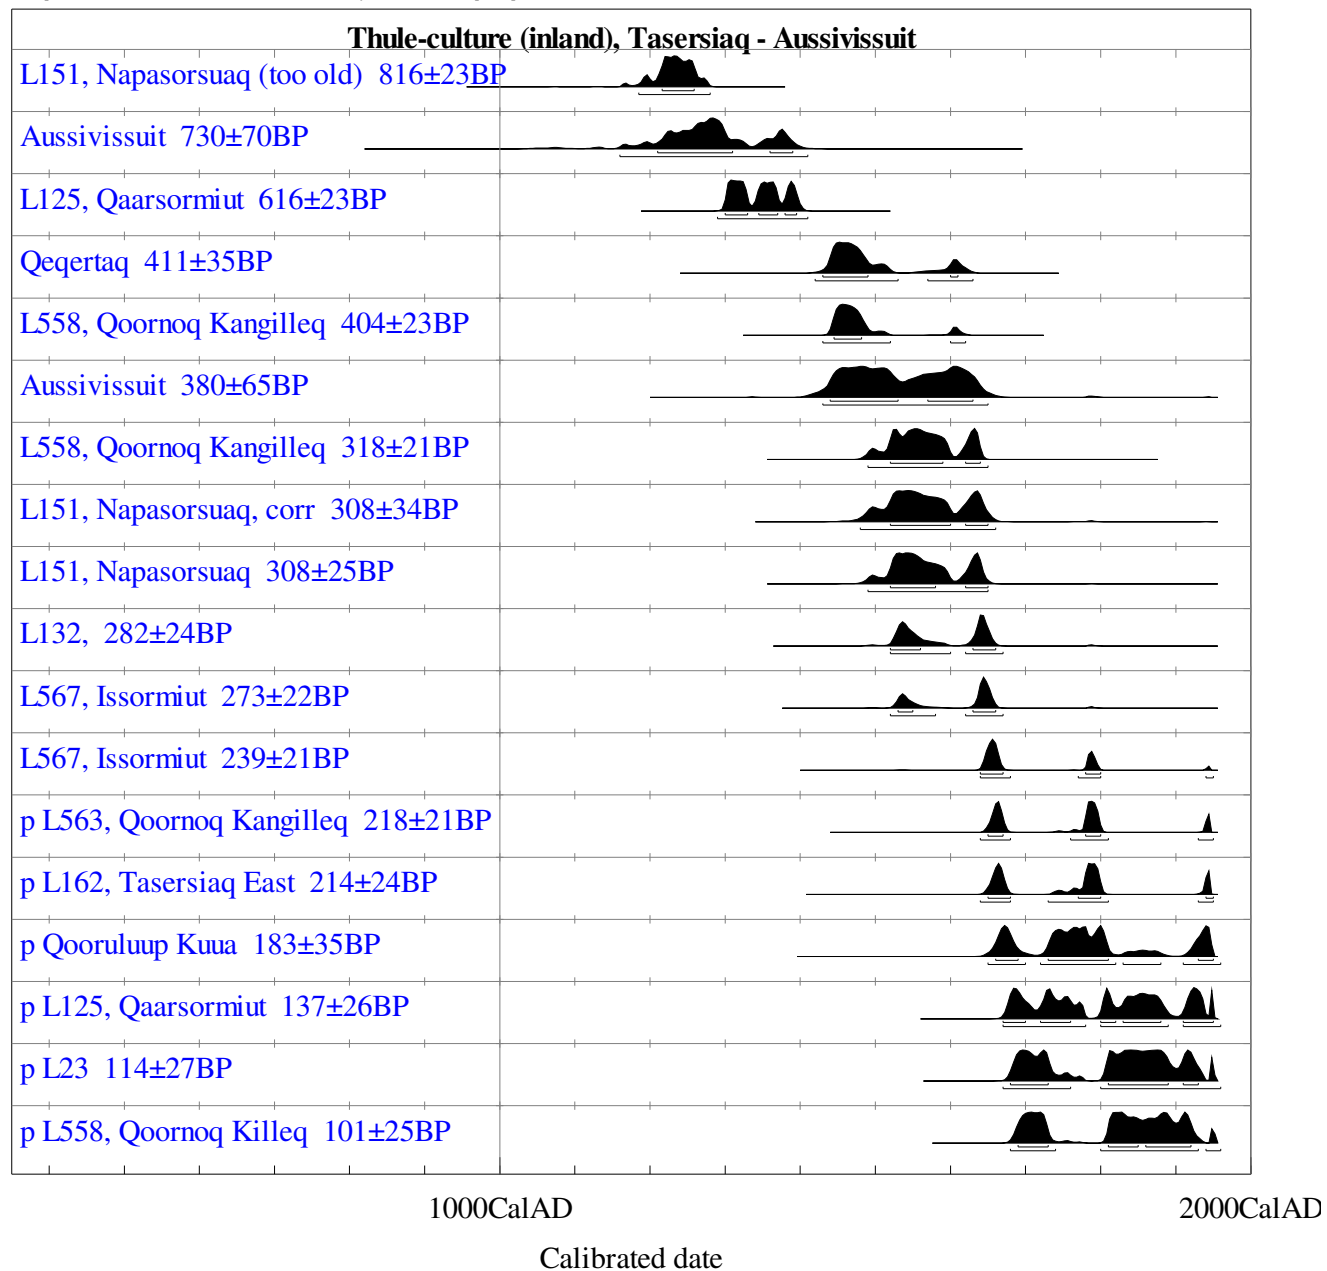 Thule-culture (inland), Tasersiaq - Aussivissuit
L151, Napasorsuaq (too old) 816±23BP
Aussivissuit 730±70BP
L125, Qaarsormiut 616±23BP
Qeqertaq 411±35BP
L558, Qoornoq Kangilleq 404±23BP
Aussivissuit 380±65BP
L558, Qoornoq Kangilleq 318±21BP
L151, Napasorsuaq, corr 308±34BP
L151, Napasorsuaq 308±25BP
L132, 282±24BP
L567, Issormiut 273±22BP
L567, Issormiut 239±21BP
p L563, Qoornoq Kangilleq 218±21BP
p L162, Tasersiaq East 214±24BP
p Qooruluup Kuua 183±35BP
p L125, Qaarsormiut 137±26BP
p L23 114±27BP
p L558, Qoornoq Killeq 101±25BP
1000CalAD 2000CalAD
Calibrated date